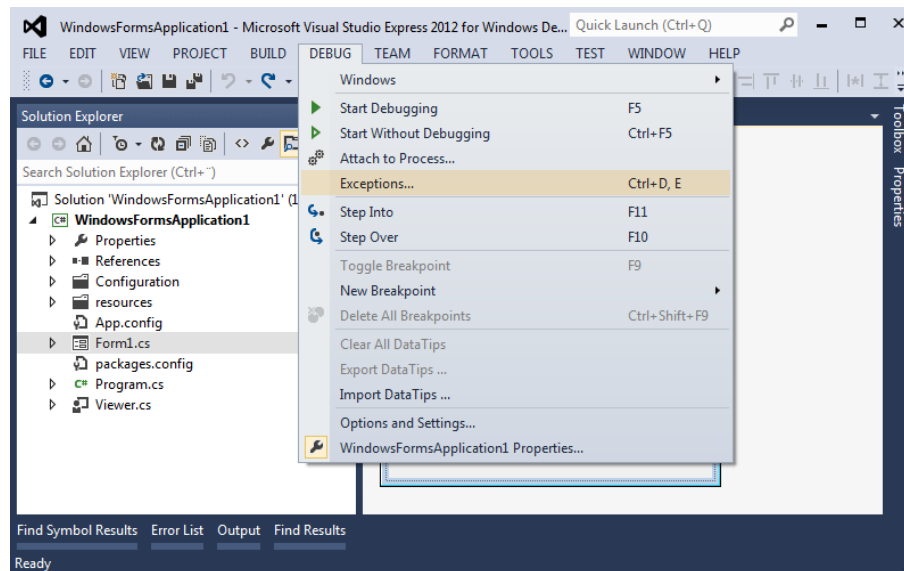 WindowsFormsApplication1 - Microsoft Visual Studio Express 2012 for Windows De... Quick Launch (Ctrl+Q)
FILE EDIT VIEW PROJECT BUILD DEBUG TEAM FORMAT TOOLS TEST WINDOW HELP
Windows
Start Debugging F5
Start Without Debugging Ctrl+F5
Attach to Process...
Exceptions... Ctrl+D, E
Step Into F11
Step Over F10
Toggle Breakpoint F9
New Breakpoint
Delete All Breakpoints Ctrl+Shift+F9
Clear All DataTips
Export DataTips ...
Import DataTips ...
Options and Settings...
WindowsFormsApplication1 Properties...
Solution Explorer
Search Solution Explorer (Ctrl+¨)
Solution 'WindowsFormsApplication1' (1
C# WindowsFormsApplication1
Properties
References
Configuration
resources
App.config
Form1.cs
packages.config
C# Program.cs
Viewer.cs
Toolbox
Properties
Find Symbol Results Error List Output Find Results
Ready